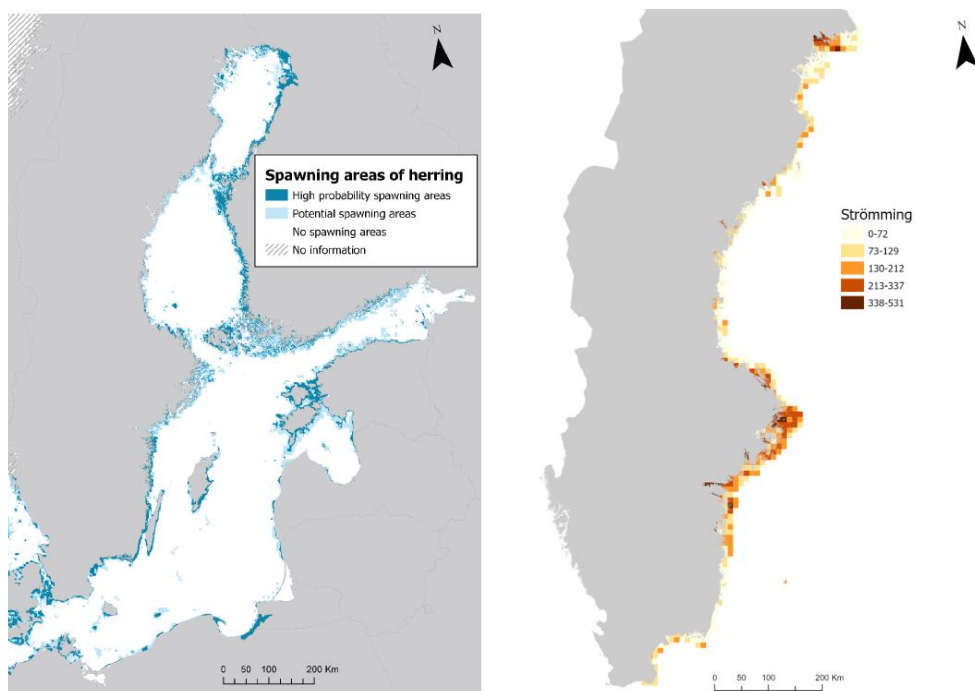 N
Spawning areas of herring
High probability spawning areas
Potential spawning areas
No spawning areas
No information
0 50 100 200 Km
N
Strömming
0-72
73-129
130-212
213-337
338-531
0 50 100 200 Km